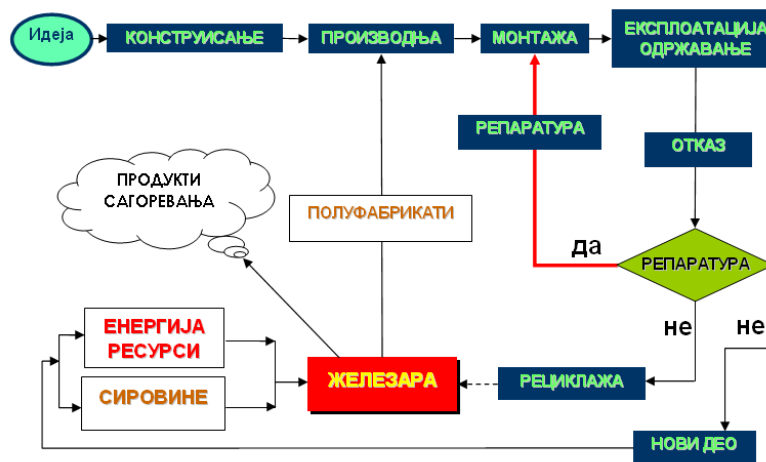 Идеја
КОНСТРУИСАЊЕ
ПРОИЗВОДЊА
МОНТАЖА
ЕКСПЛОАТАЦИЈА
ОДРЖАВАЊЕ
РЕПАРАТУРА
ОТКАЗ
ПРОДУКТИ
САГОРЕВАЊА
ПОЛУФАБРИКАТИ
да
РЕПАРАТУРА
не
не
ЕНЕРГИЈА
РЕСУРСИ
ЖЕЛЕЗАРА
РЕЦИКЛАЖА
СИРОВИНЕ
НОВИ ДЕО